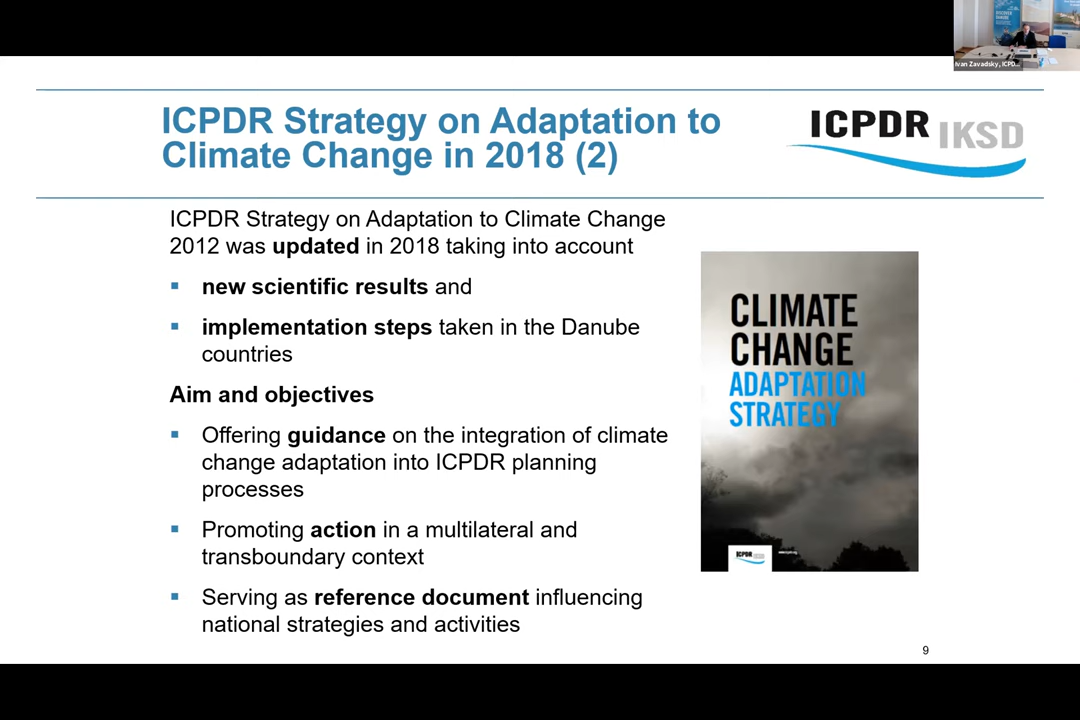 Ivan Zavadsky, ICPD...
ICPDR Strategy on Adaptation to
Climate Change in 2018 (2)
ICPDR IKSD
ICPDR Strategy on Adaptation to Climate Change
2012 was updated in 2018 taking into account
▪ new scientific results and
▪ implementation steps taken in the Danube
countries
Aim and objectives
▪ Offering guidance on the integration of climate
change adaptation into ICPDR planning
processes
▪ Promoting action in a multilateral and
transboundary context
▪ Serving as reference document influencing
national strategies and activities
CLIMATE
CHANGE
ADAPTATION
STRATEGY
ICPDR
9